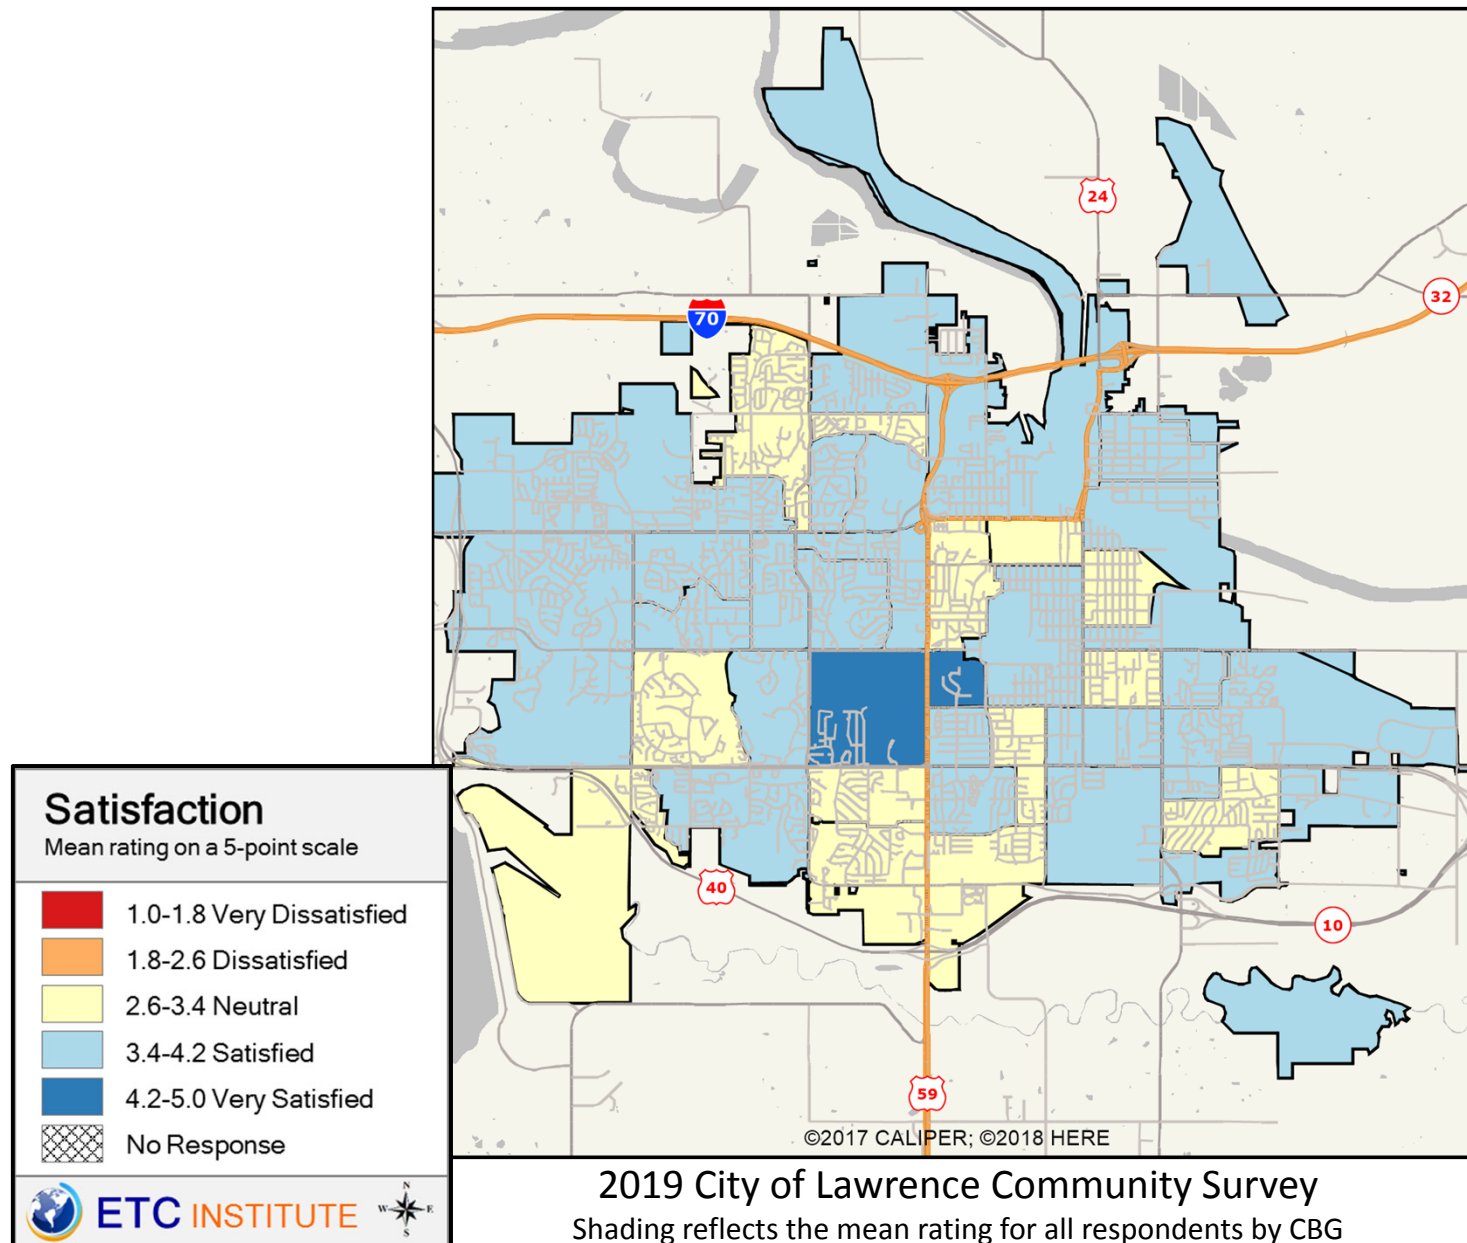 24
32
70
40
10
59
©2017 CALIPER; ©2018 HERE
Satisfaction
Mean rating on a 5-point scale
1.0-1.8 Very Dissatisfied
1.8-2.6 Dissatisfied
2.6-3.4 Neutral
3.4-4.2 Satisfied
4.2-5.0 Very Satisfied
No Response
ETC INSTITUTE
N
W E
S
2019 City of Lawrence Community Survey
Shading reflects the mean rating for all respondents by CBG